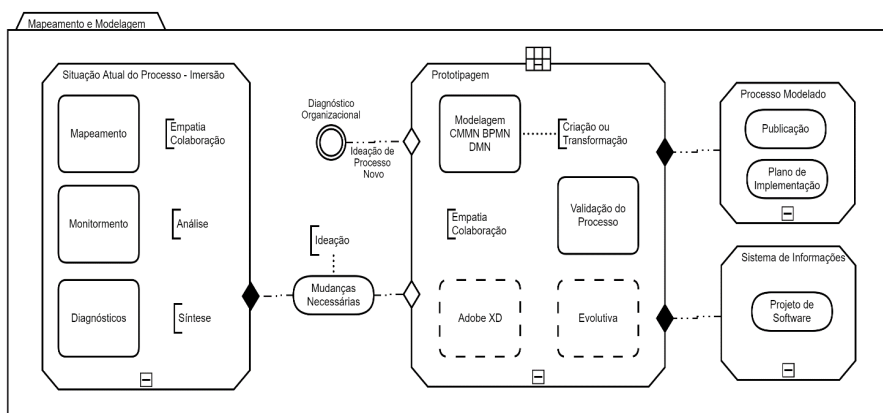 Mapeamento e Modelagem
Situação Atual do Processo - Imersão
Mapeamento
Empatia
Colaboração
Monitormento
Análise
Diagnósticos
Síntese
Diagnóstico
Organizacional
Ideação de
Processo
Novo
Ideação
Mudanças
Necessárias
Prototipagem
Modelagem
CMMN BPMN
DMN
Criação ou
Transformação
Empatia
Colaboração
Validação do
Processo
Adobe XD
Evolutiva
Processo Modelado
Publicação
Plano de
Implementação
Sistema de Informações
Projeto de
Software